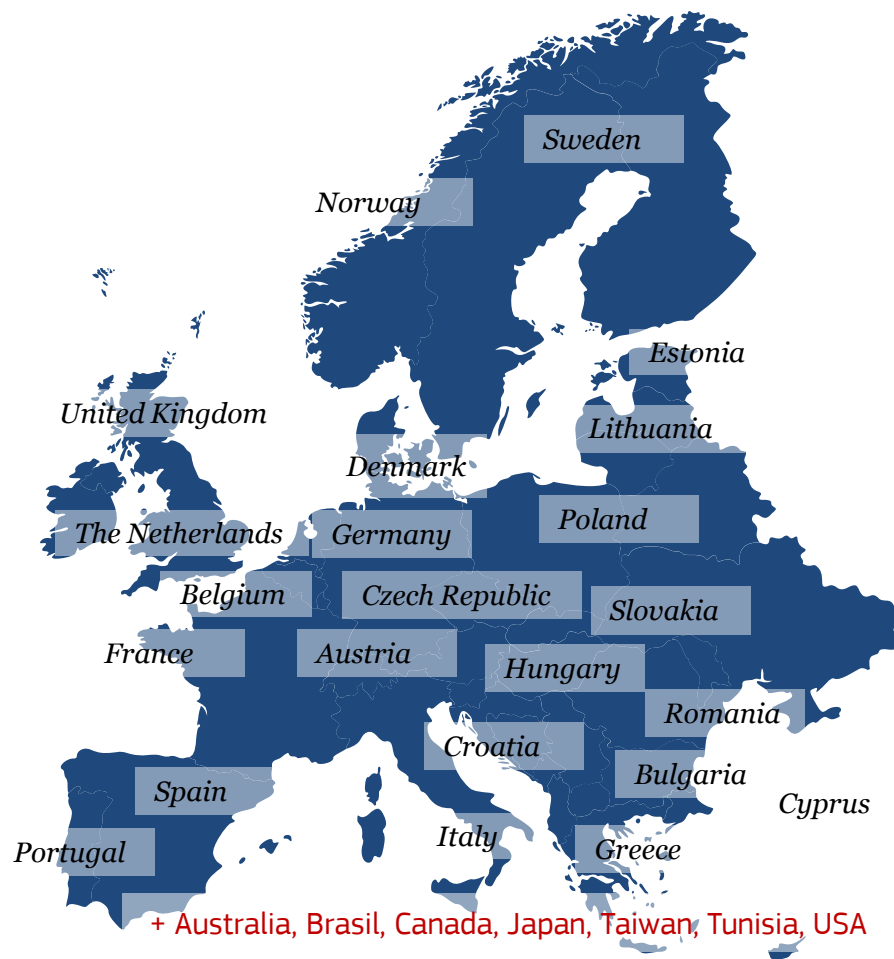 Sweden
Norway
Estonia
United Kingdom
Lithuania
Denmark
Poland
The Netherlands
Germany
Belgium
Czech Republic
Slovakia
France
Austria
Hungary
Romania
Croatia
Bulgaria
Spain
Cyprus
Italy
Portugal
Greece
+ Australia, Brasil, Canada, Japan, Taiwan, Tunisia, USA